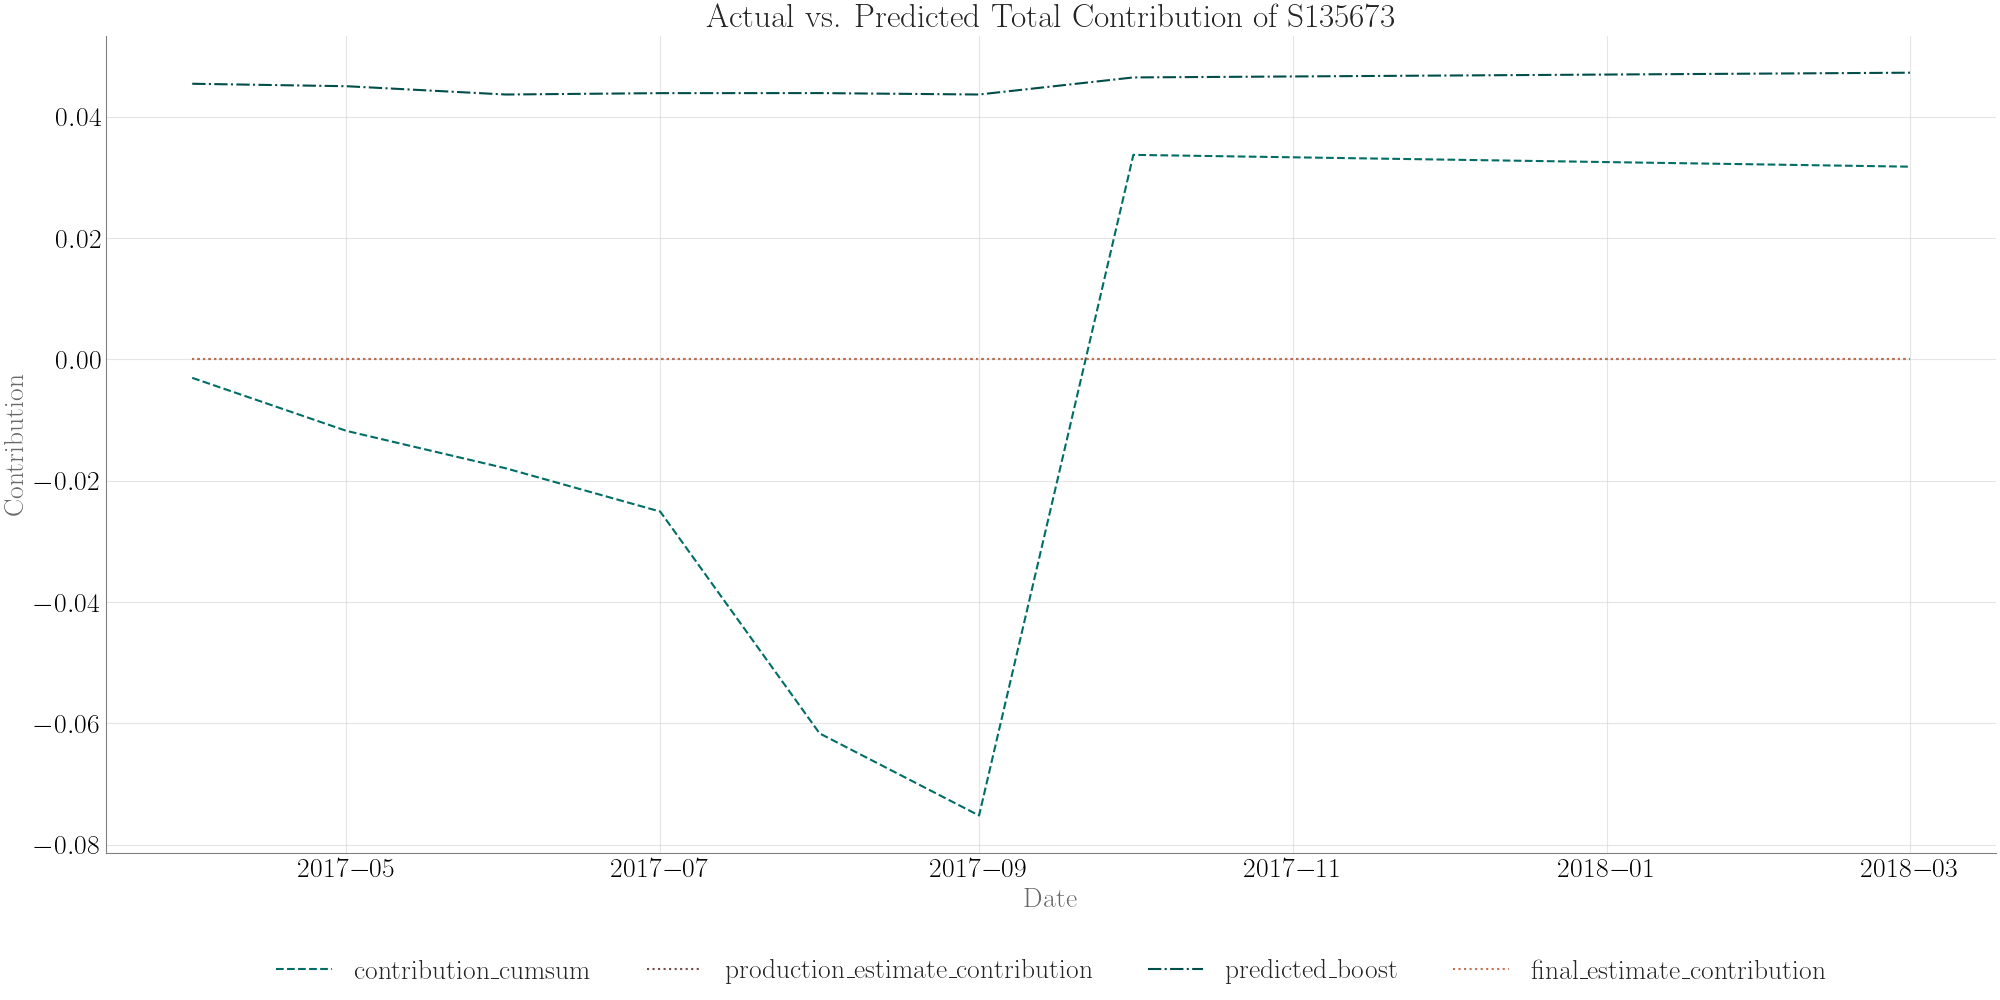 Actual vs. Predicted Total Contribution of S135673
Contribution
0.04
0.02
0.00
−0.02
−0.04
−0.06
−0.08
2017−05 2017−07 2017−09 2017−11 2018−01 2018−03
Date
contribution_cumsum production_estimate_contribution predicted_boost final_estimate_contribution